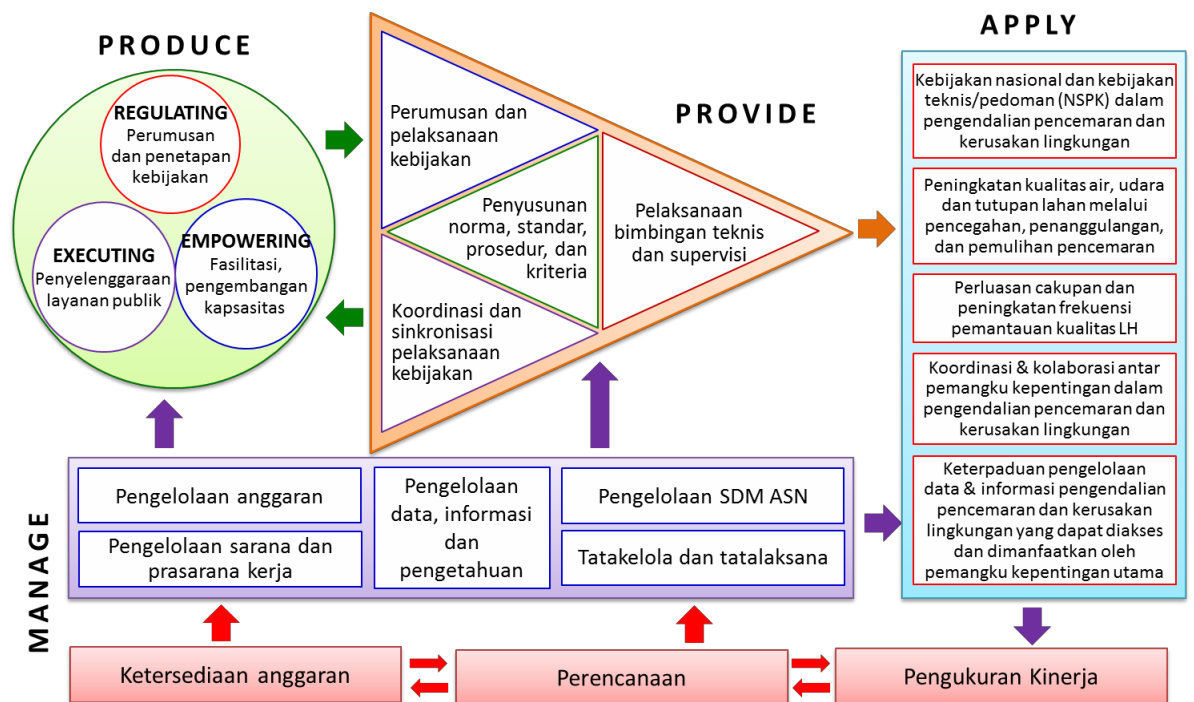 PRODUCE
REGULATING
Perumusan
dan penetapan
kebijakan
EXECUTING
Penyelenggaraan
layanan publik
EMPOWERING
Fasilitasi,
pengembangan
kapsasitas
PROVIDE
Perumusan dan
pelaksanaan
kebijakan
Penyusunan
norma, standar,
prosedur, dan
kriteria
Koordinasi dan
sinkronisasi
pelaksanaan
kebijakan
Pelaksanaan
bimbingan teknis
dan supervisi
APPLY
Kebijakan nasional dan kebijakan
teknis/pedoman (NSPK) dalam
pengendalian pencemaran dan
kerusakan lingkungan
Peningkatan kualitas air, udara
dan tutupan lahan melalui
pencegahan, penanggulangan,
dan pemulihan pencemaran
Perluasan cakupan dan
peningkatan frekuensi
pemantauan kualitas LH
Koordinasi & kolaborasi antar
pemangku kepentingan dalam
pengendalian pencemaran dan
kerusakan lingkungan
Keterpaduan pengelolaan
data & informasi pengendalian
pencemaran dan kerusakan
lingkungan yang dapat diakses
dan dimanfaatkan oleh
pemangku kepentingan utama
MANAGE
Pengelolaan anggaran
Pengelolaan sarana dan
prasarana kerja
Pengelolaan
data, informasi
dan
pengetahuan
Pengelolaan SDM ASN
Tatakelola dan tatalaksana
Ketersediaan anggaran
Perencanaan
Pengukuran Kinerja